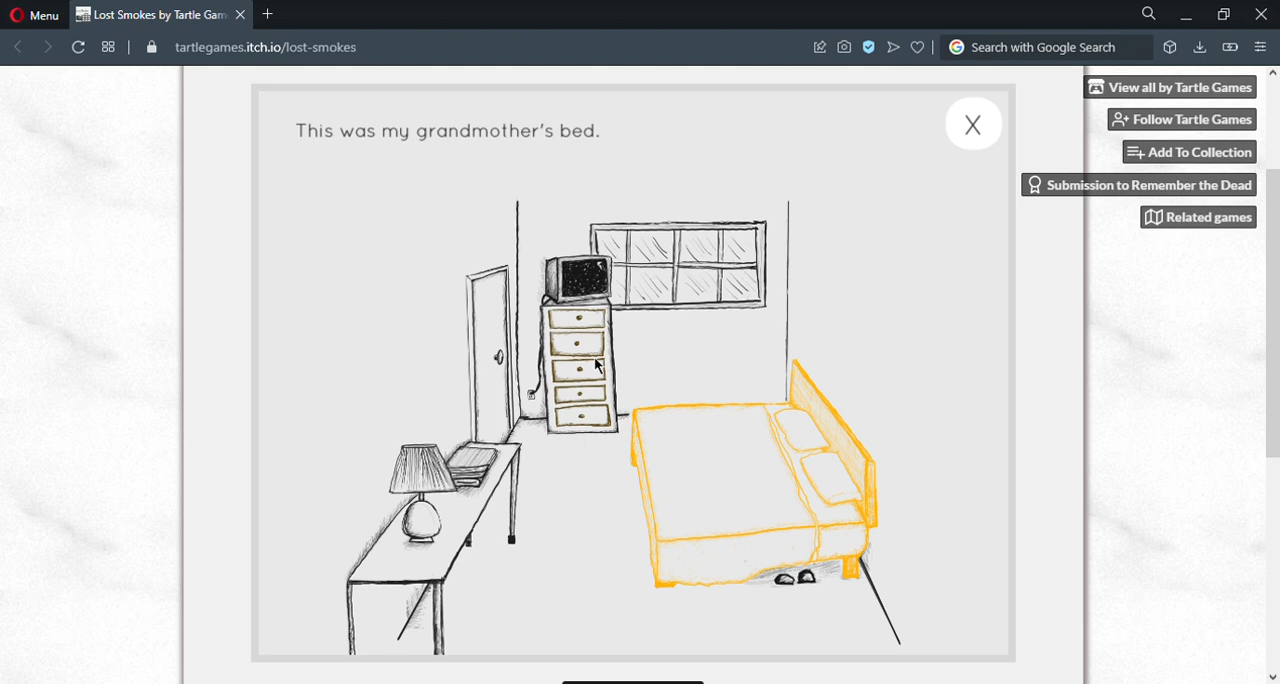 Menu
Lost Smokes by Tartle Gam
tartlegames.itch.io/lost-smokes
Search with Google Search
This was my grandmother's bed.
X
View all by Tartle Games
Follow Tartle Games
Add To Collection
Submission to Remember the Dead
Related games